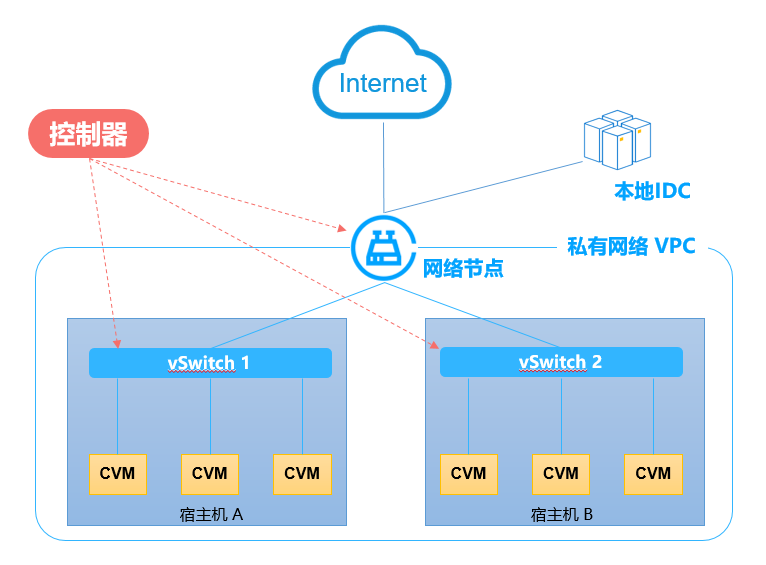 Internet
控制器
本地IDC
私有网络 VPC
网络节点
vSwitch 1
vSwitch 2
CVM
CVM
CVM
CVM
CVM
CVM
宿主机 A
宿主机 B